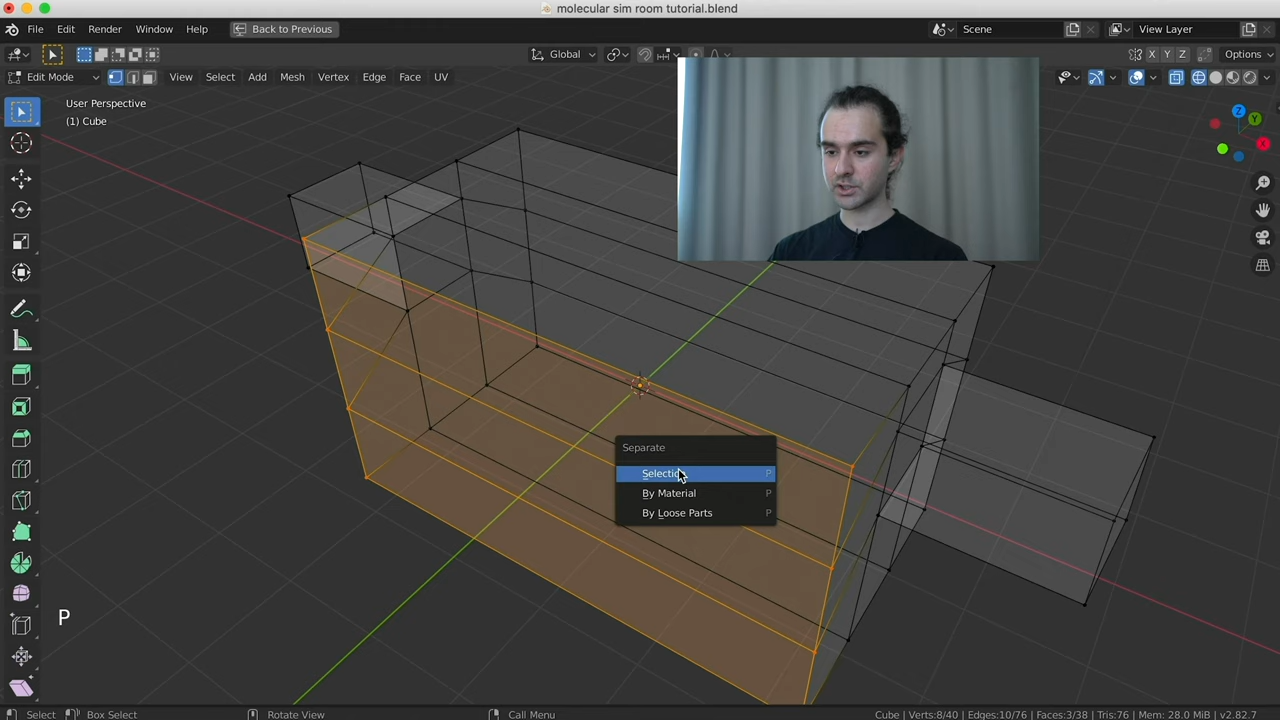 molecular sim room tutorial.blend
File Edit Render Window Help Back to Previous Scene View Layer
Global X Y Z Options
Edit Mode View Select Add Mesh Vertex Edge Face UV
User Perspective
(1) Cube
Z
Y
X
Separate
Selection P
By Material P
By Loose Parts P
P
Select Box Select Rotate View Call Menu Cube | Verts:8/40 | Edges:10/76 | Faces:3/38 | Tris:76 | Mem: 28.0 MiB | v2.82.7